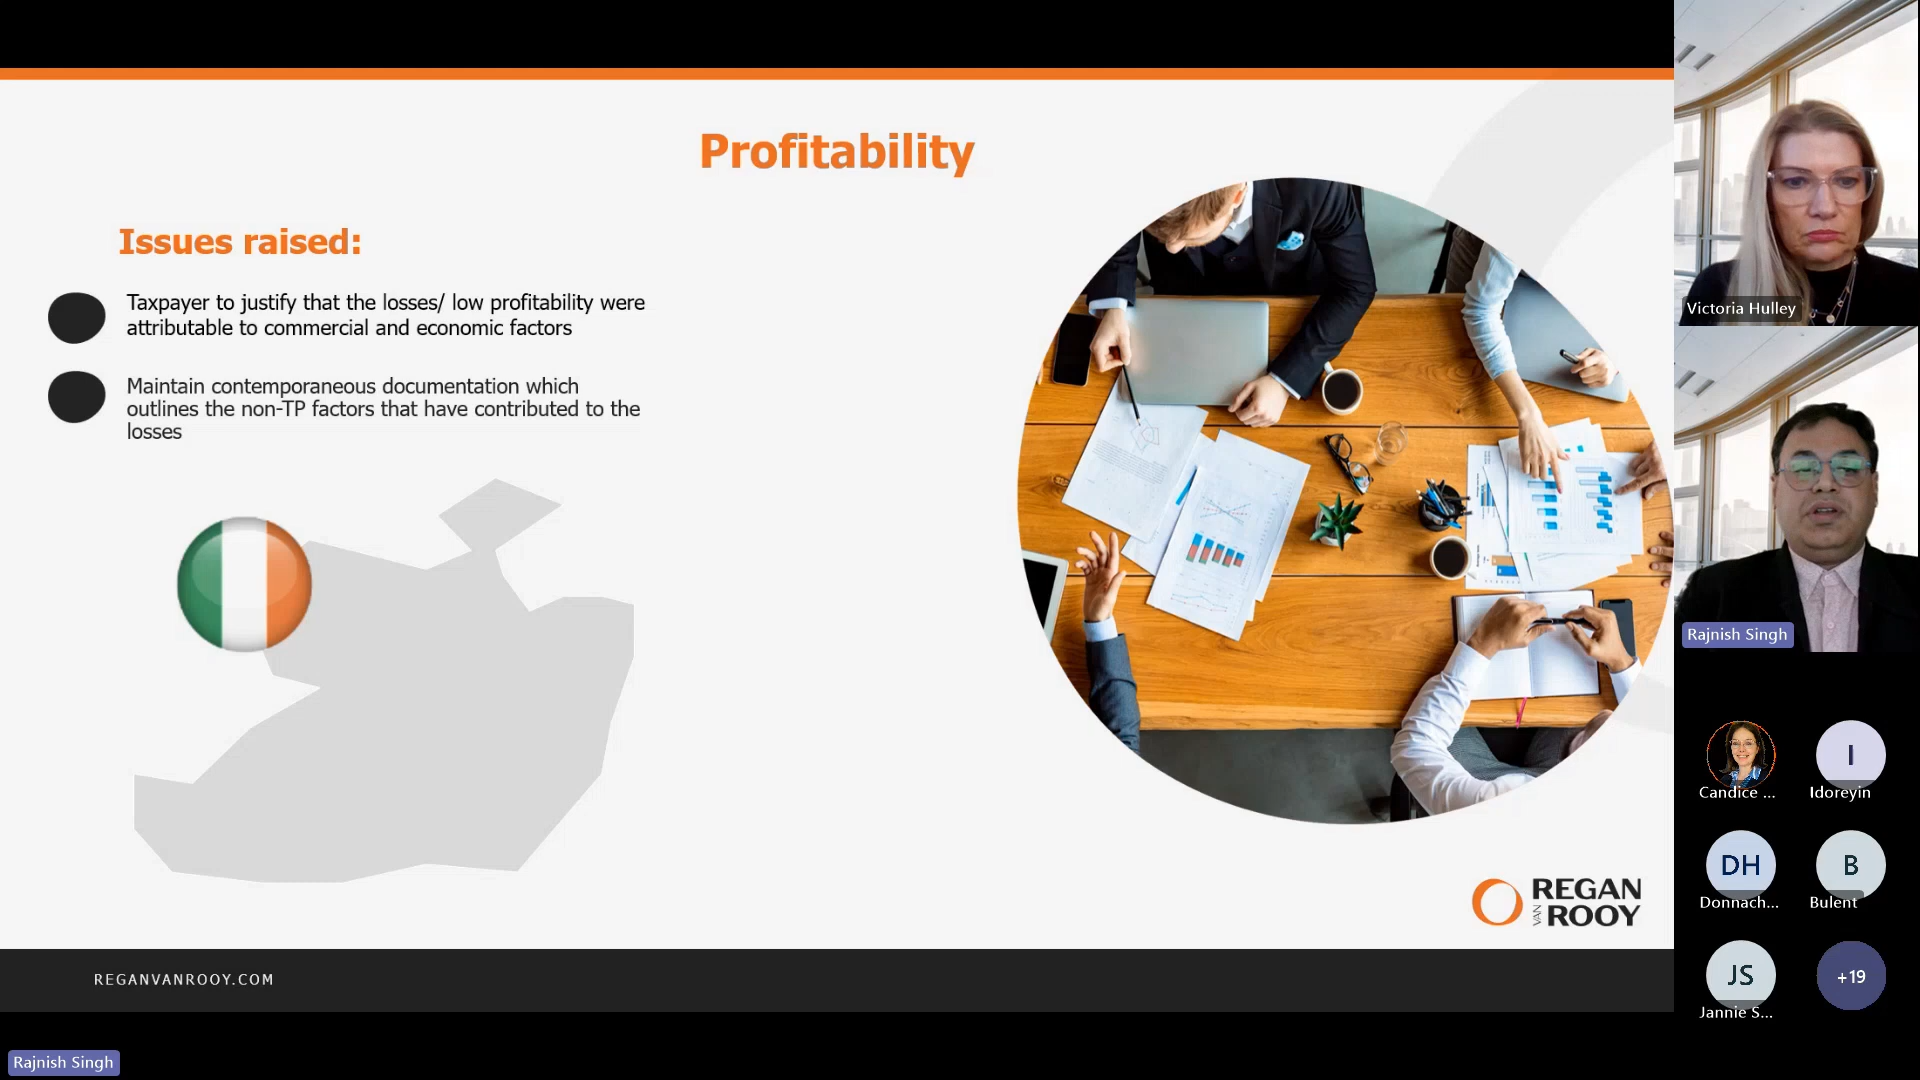 Profitability
Issues raised:
Taxpayer to justify that the losses/ low profitability were
attributable to commercial and economic factors
Maintain contemporaneous documentation which
outlines the non-TP factors that have contributed to the
losses
REGAN
VAN
ROOY
REGANVANROOY.COM
Rajnish Singh
Victoria Hulley
Rajnish Singh
Candice ...
I
Idoreyin
DH
Donnach...
B
Bulent
JS
Jannie S...
+19